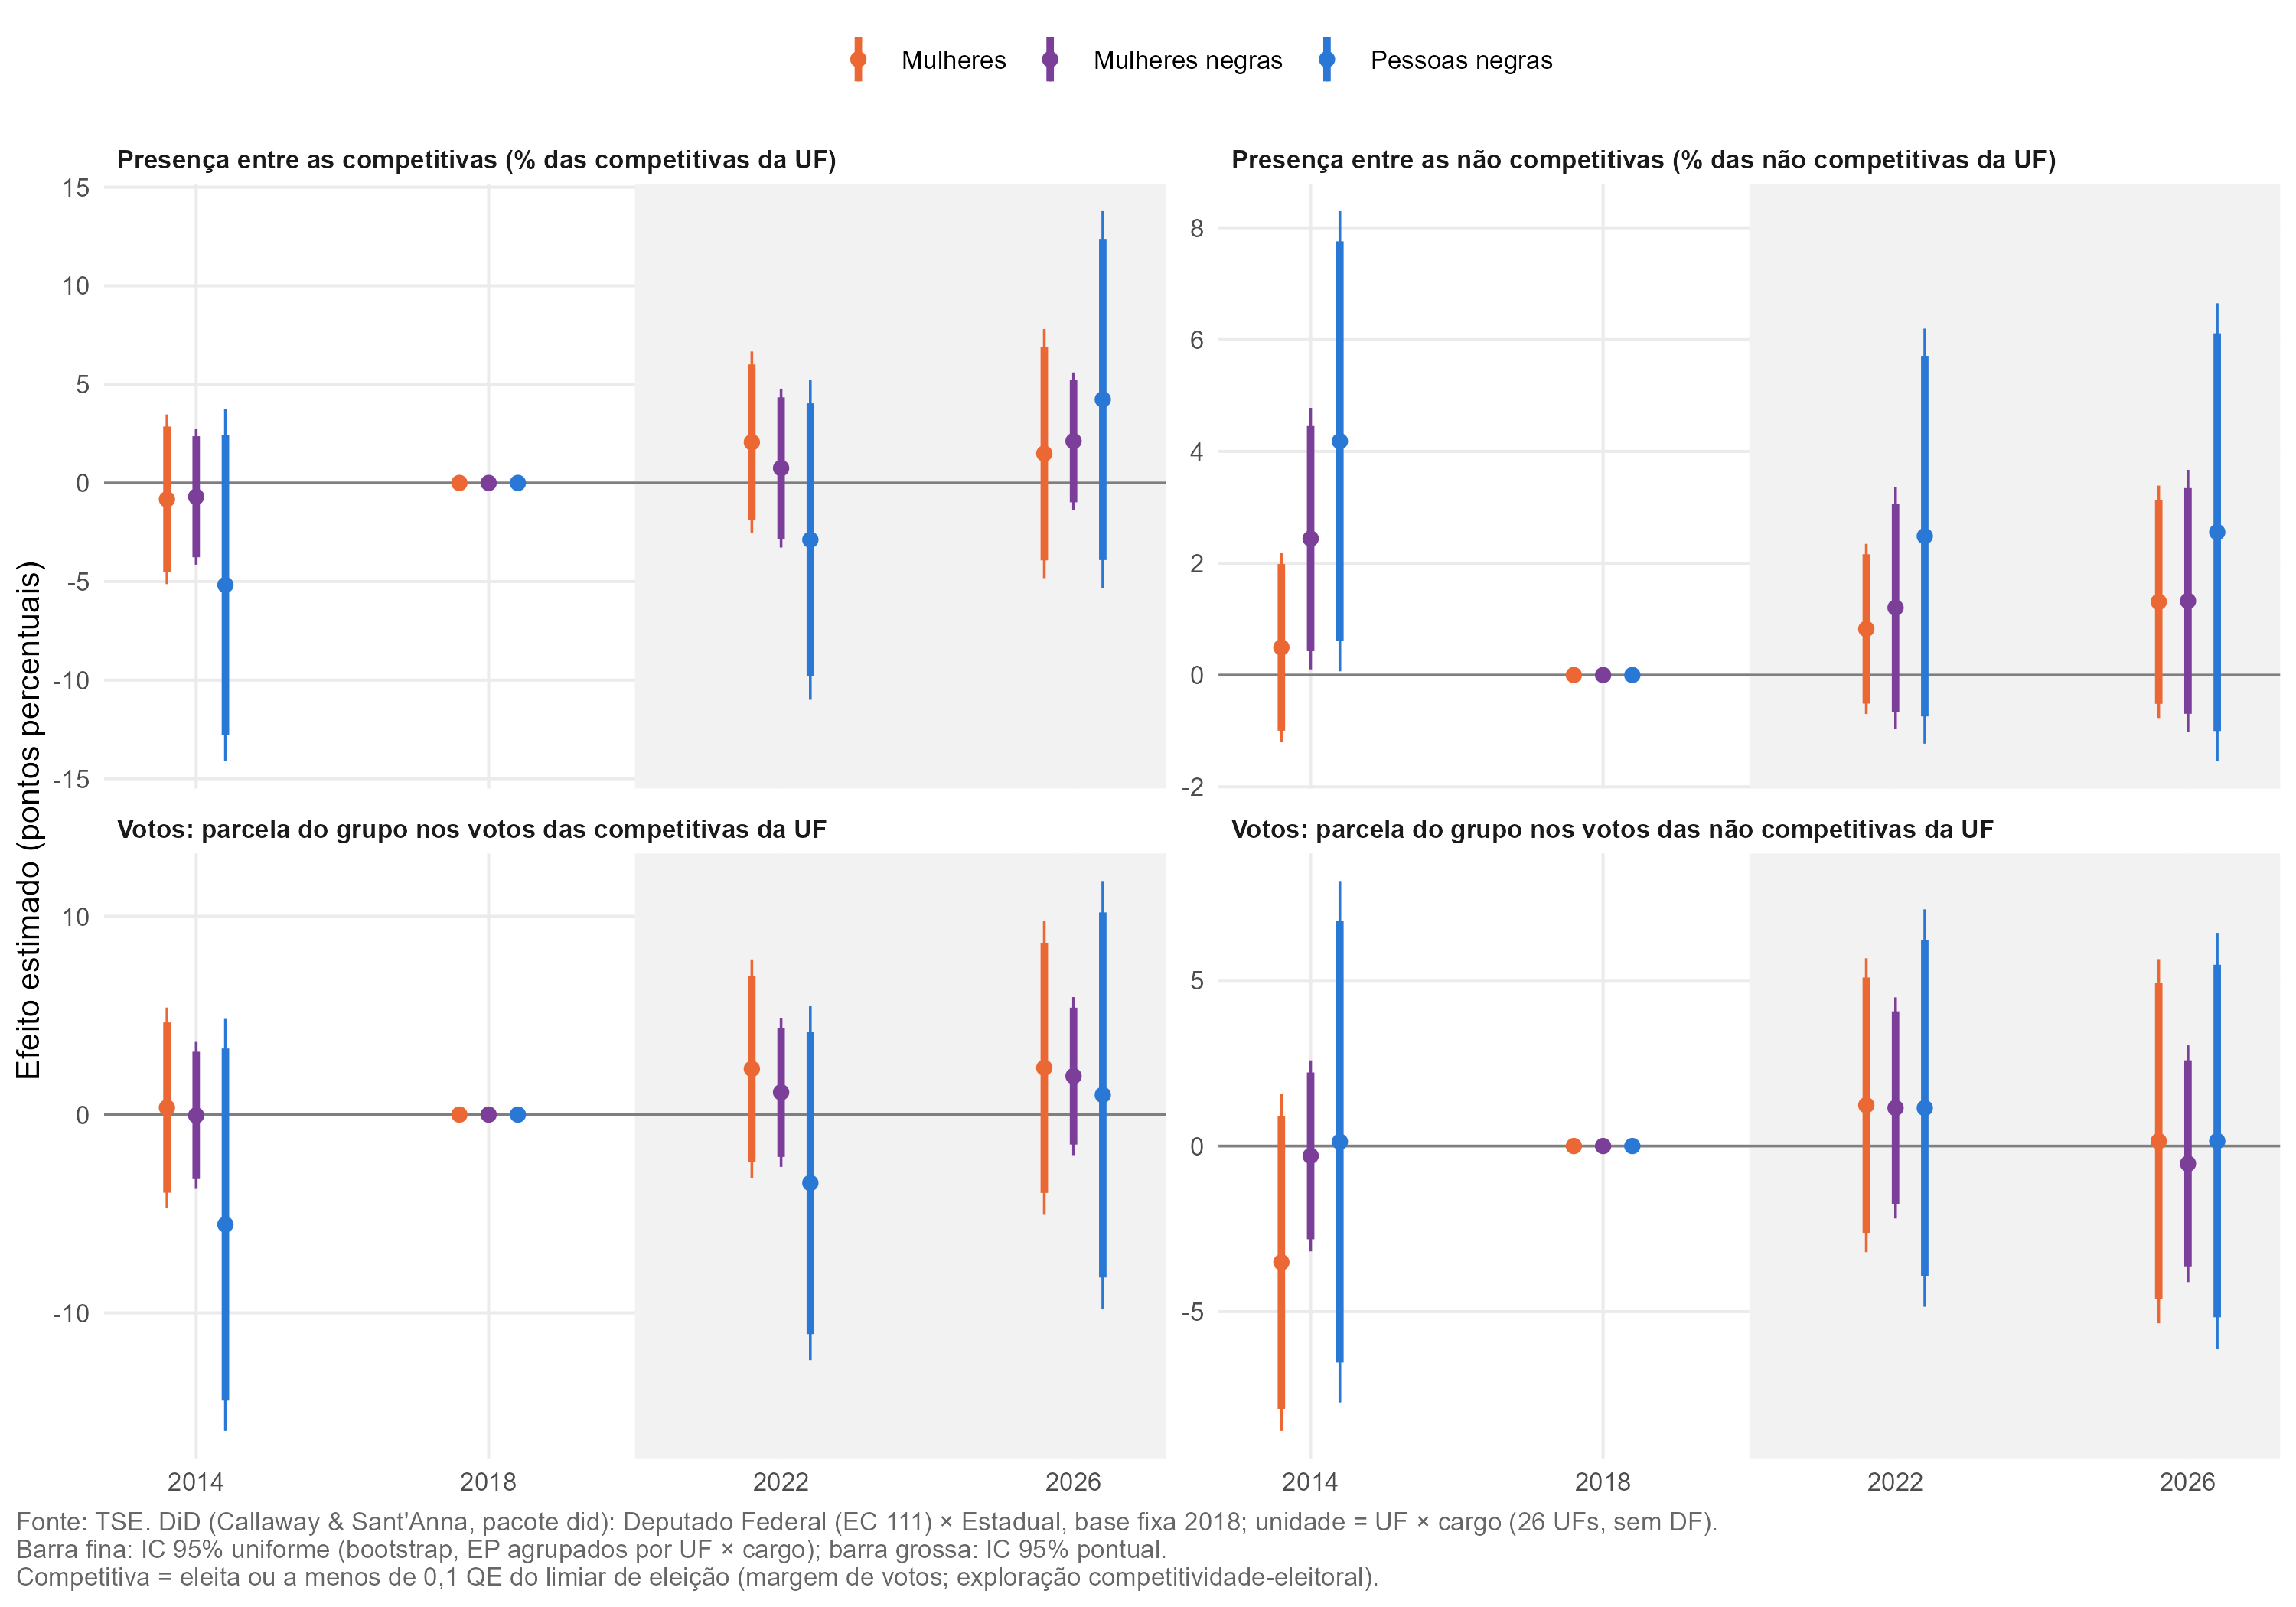 Mulheres
Mulheres negras
Pessoas negras
Efeito estimado (pontos percentuais)
Presença entre as competitivas (% das competitivas da UF)
15
10
5
0
-5
-10
-15
Presença entre as não competitivas (% das não competitivas da UF)
8
6
4
2
0
-2
Votos: parcela do grupo nos votos das competitivas da UF
10
0
-10
2014
2018
2022
2026
Votos: parcela do grupo nos votos das não competitivas da UF
5
0
-5
2014
2018
2022
2026
Fonte: TSE. DiD (Callaway & Sant'Anna, pacote did): Deputado Federal (EC 111) × Estadual, base fixa 2018; unidade = UF × cargo (26 UFs, sem DF).
Barra fina: IC 95% uniforme (bootstrap, EP agrupados por UF × cargo); barra grossa: IC 95% pontual.
Competitiva = eleita ou a menos de 0,1 QE do limiar de eleição (margem de votos; exploração competitividade-eleitoral).